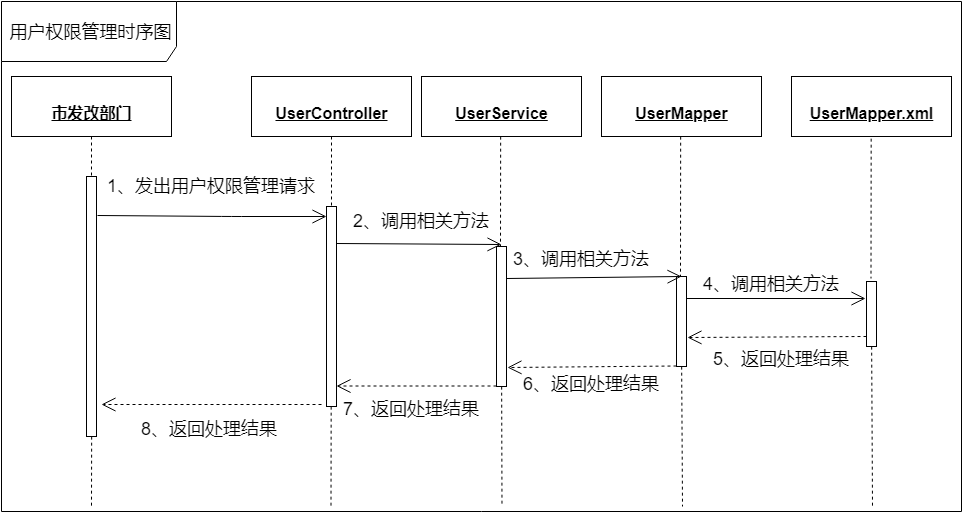 用户权限管理时序图
市发改部门
UserController
UserService
UserMapper
UserMapper.xml
1、发出用户权限管理请求
2、调用相关方法
3、调用相关方法
4、调用相关方法
5、返回处理结果
6、返回处理结果
7、返回处理结果
8、返回处理结果